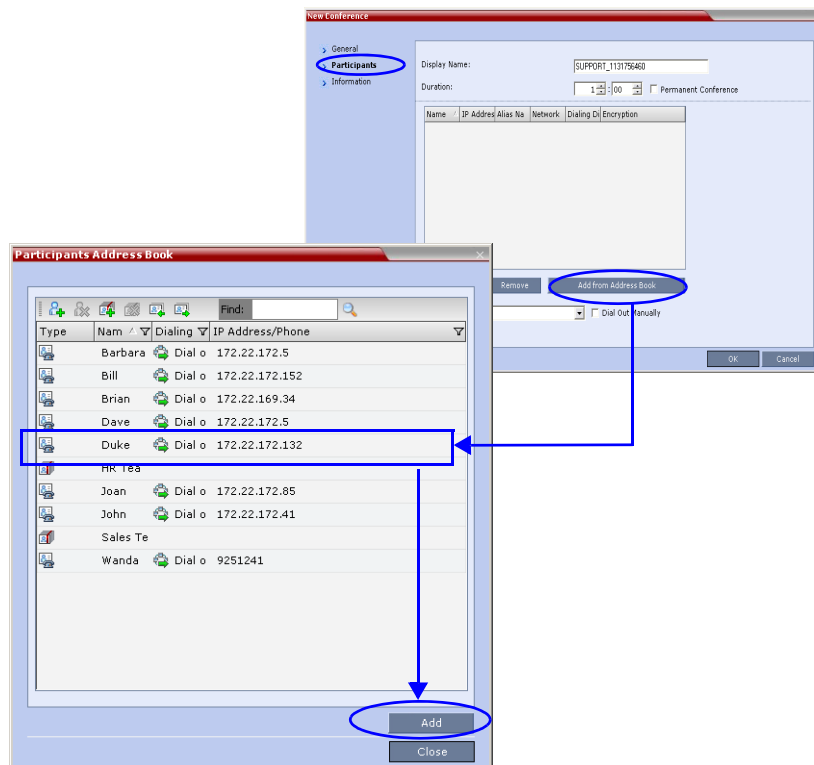 New Conference
General
Participants
Information
Display Name: SUPPORT_1131756460
Duration: 1 : 00 Permanent Conference
Name IP Addres Alias Na Network Dialing Di Encryption
Remove Add from Address Book
Dial Out Manually
OK Cancel
Participants Address Book
Find:
Type Nam Dialing IP Address/Phone
Barbara Dial o 172.22.172.5
Bill Dial o 172.22.172.152
Brian Dial o 172.22.169.34
Dave Dial o 172.22.172.5
Duke Dial o 172.22.172.132
HR Tea
Joan Dial o 172.22.172.85
John Dial o 172.22.172.41
Sales Te
Wanda Dial o 9251241
Add
Close